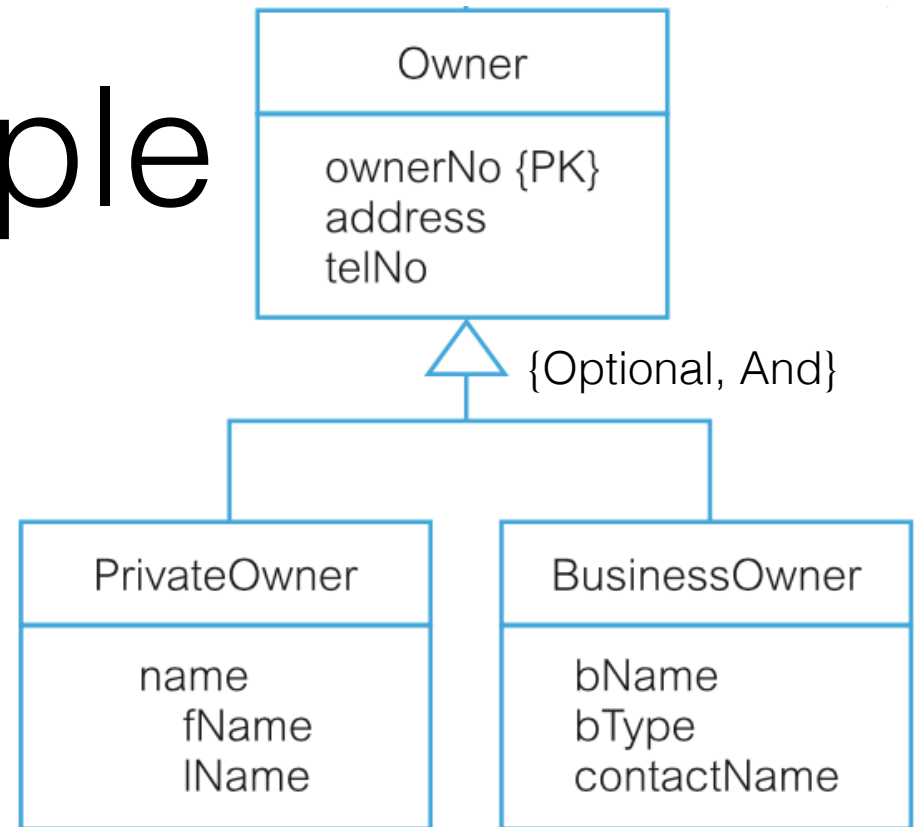 ple
Owner
ownerNo {PK}
address
telNo
{Optional, And}
PrivateOwner
name
fName
lName
BusinessOwner
bName
bType
contactName